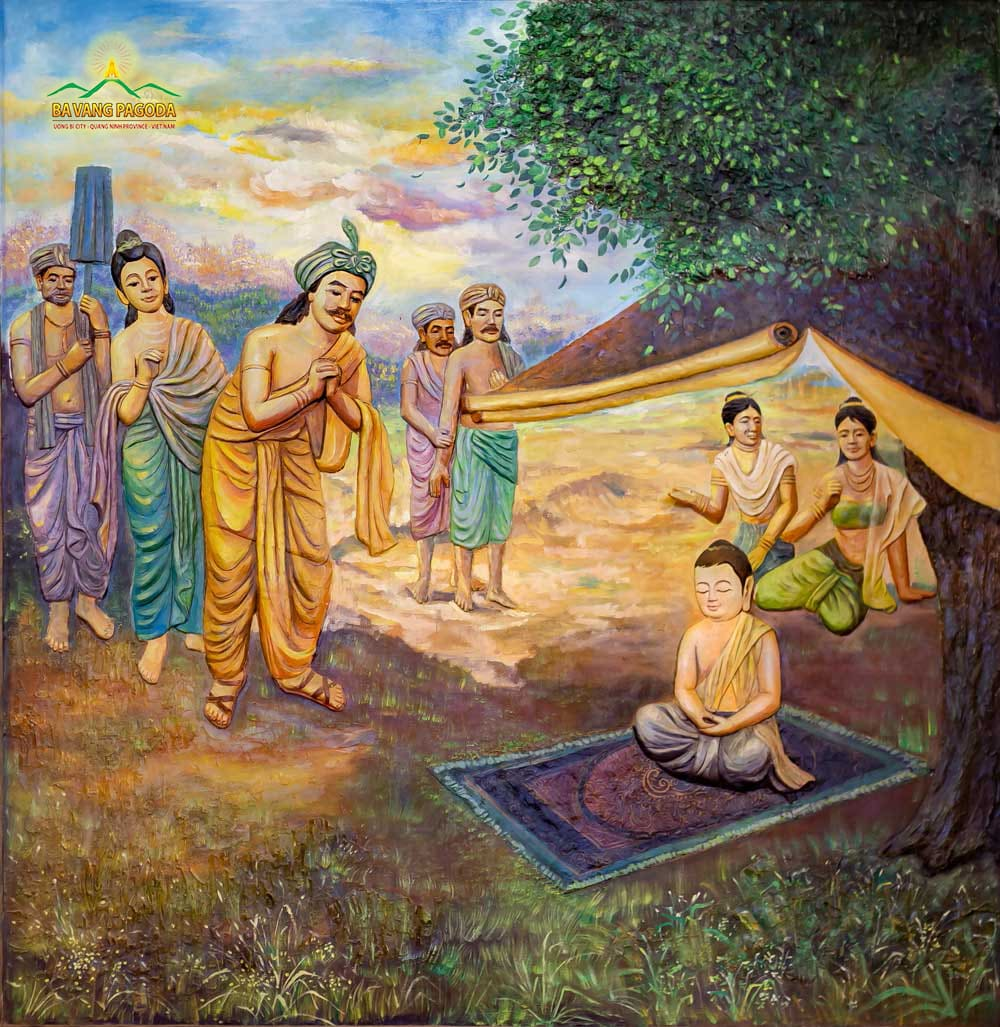 BA VANG PAGODA
UONG BI CITY - QUANG NINH PROVINCE - VIETNAM